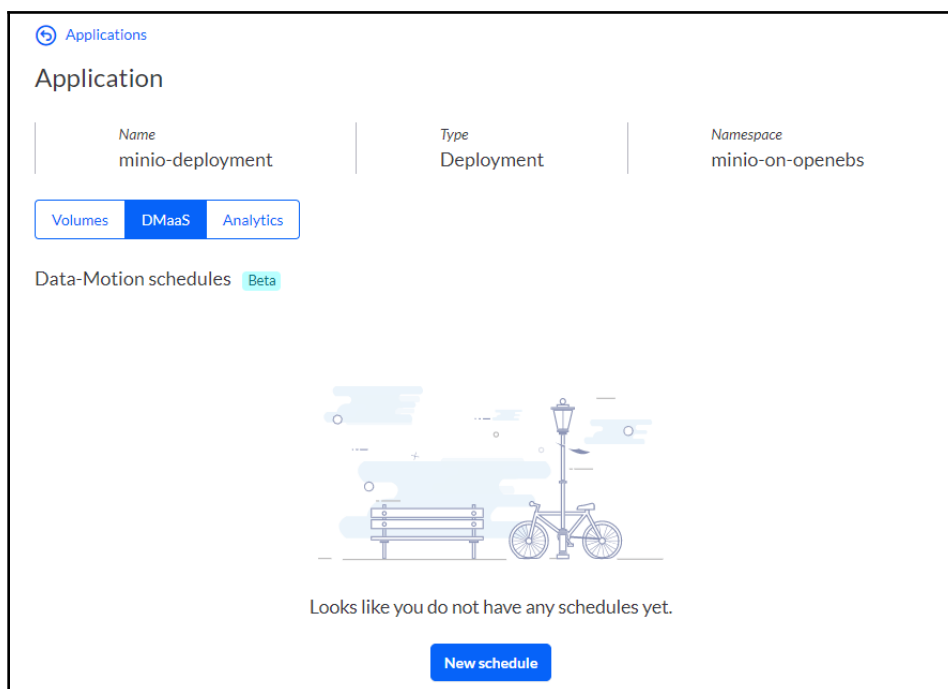 Applications
Application
Name Type Namespace
minio-deployment Deployment minio-on-openebs
Volumes DMaaS Analytics
Data-Motion schedules Beta
Looks like you do not have any schedules yet.
New schedule